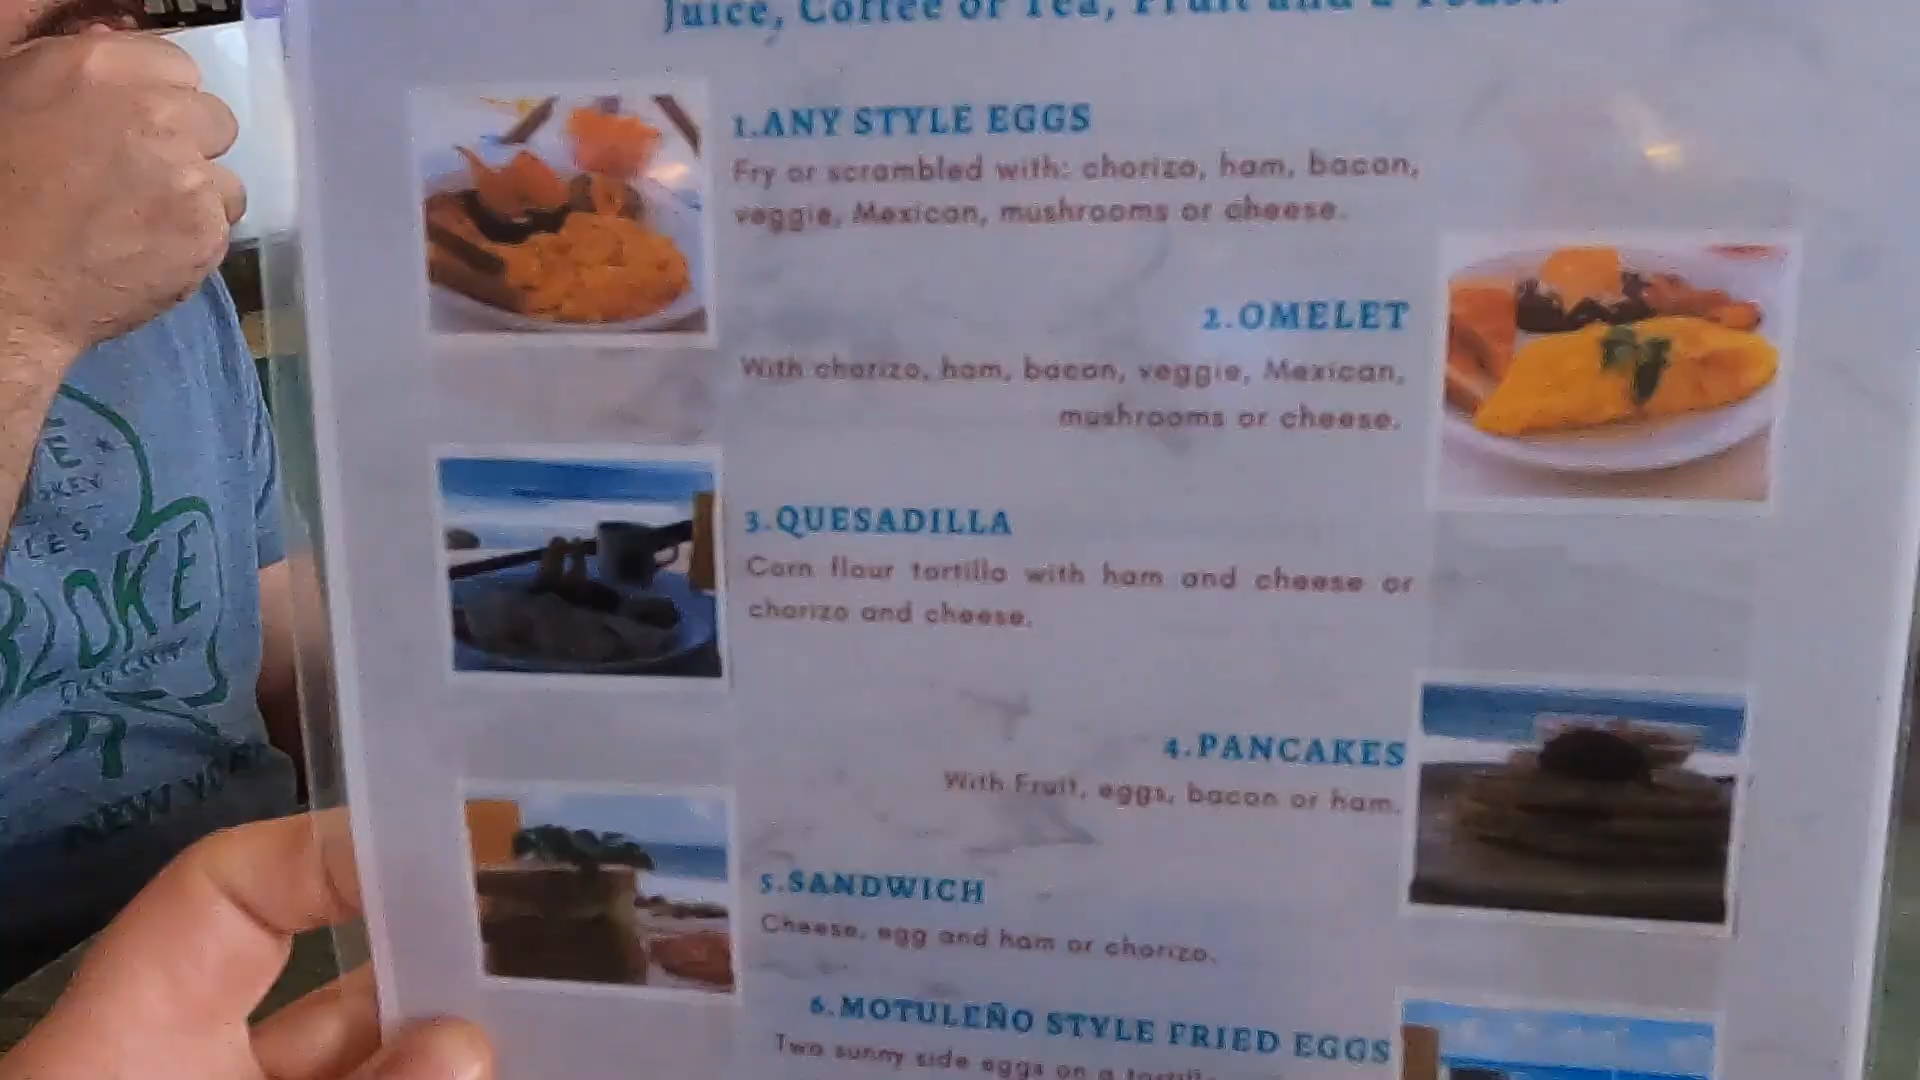 Juice, Coffee or Tea, Fruit and a Toast.
1.ANY STYLE EGGS
Fry or scrambled with: chorizo, ham, bacon,
veggie, Mexican, mushrooms or cheese.
2.OMELET
With chorizo, ham, bacon, veggie, Mexican,
mushrooms or cheese.
3.QUESADILLA
Corn flour tortilla with ham and cheese or
chorizo and cheese.
4.PANCAKES
With Fruit, eggs, bacon or ham.
5.SANDWICH
Cheese, egg and ham or chorizo.
6.MOTULEÑO STYLE FRIED EGGS
Two sunny side eggs on a
BLOKE
NEW YORK